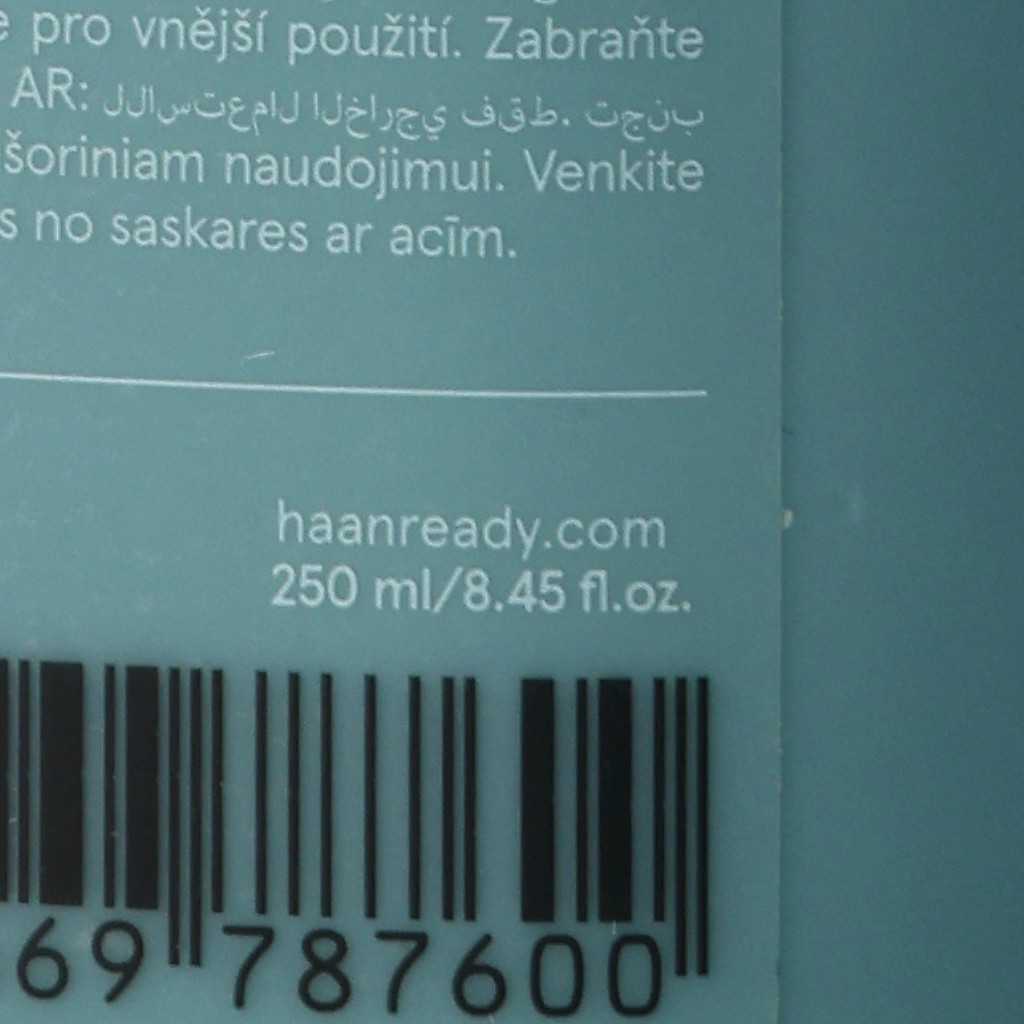 pro vnější použití. Zabraňte
AR: للاستعمال الخارجي فقط. تجنب
išoriniam naudojimui. Venkite
s no saskares ar acīm.
haanready.com
250 ml/8.45 fl.oz.
69 787600